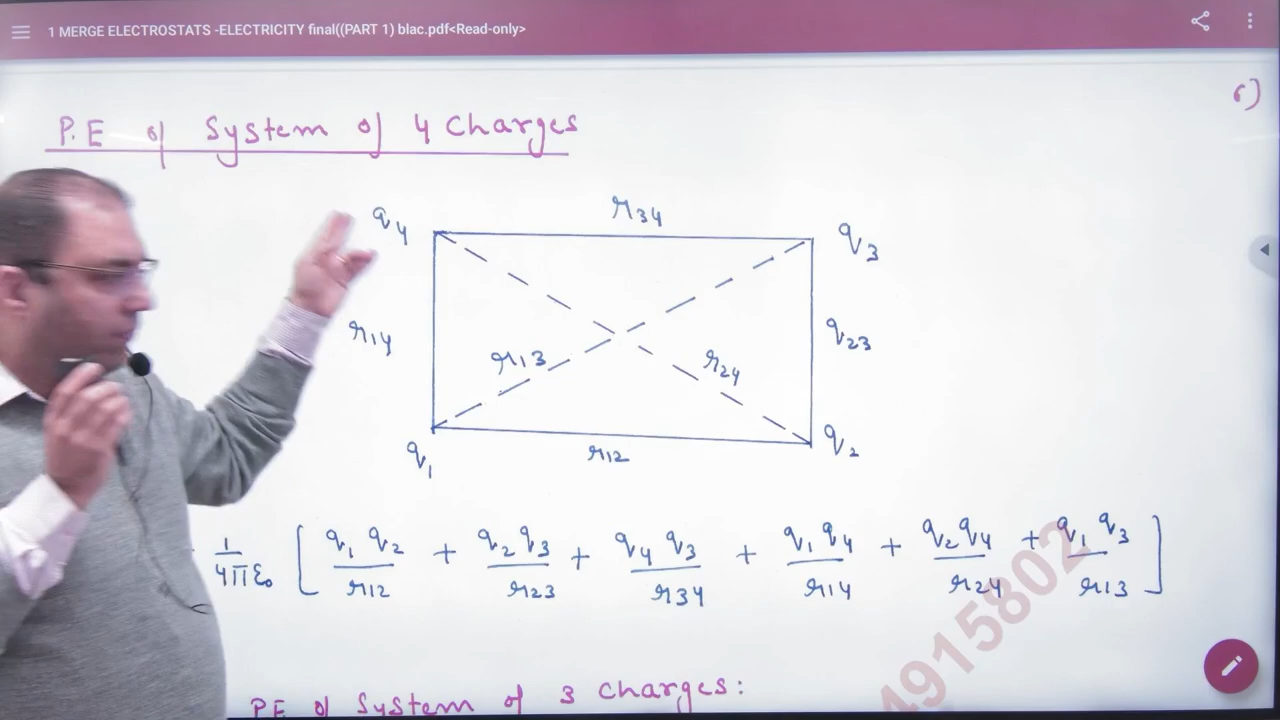 1 MERGE ELECTROSTATS -ELECTRICITY final((PART 1) blac.pdf<Read-only>
6)
P.E of System of 4 Charges
q4 r34 q3
r14 r13 r24 q23
q1 r12 q2
1/4πε₀ [ q1 q2/r12 + q2 q3/r23 + q4 q3/r34 + q1 q4/r14 + q2 q4/r24 + q1 q3/r13 ]
4915802
PE of System of 3 Charges: